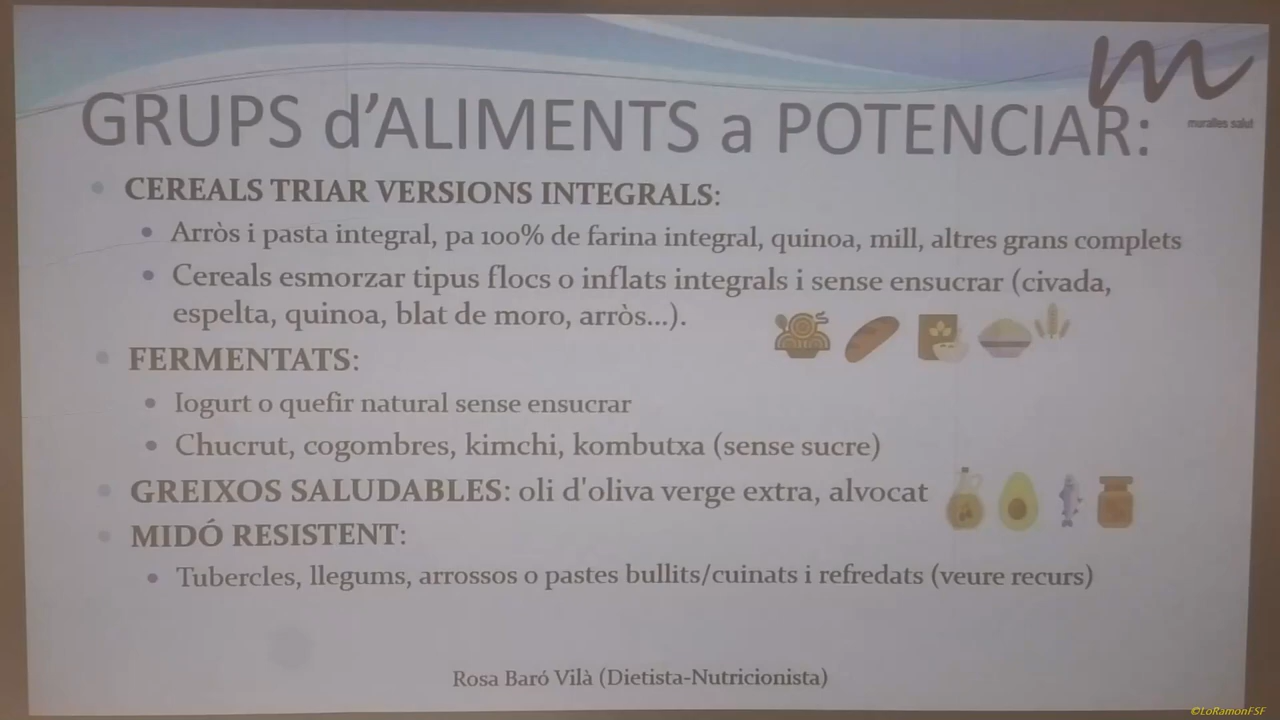 muralles salut
GRUPS d'ALIMENTS a POTENCIAR:
CEREALS TRIAR VERSIONS INTEGRALS:
Arròs i pasta integral, pa 100% de farina integral, quinoa, mill, altres grans complets
Cereals esmorzar tipus flocs o inflats integrals i sense ensucrar (civada,
espelta, quinoa, blat de moro, arròs...).
FERMENTATS:
Iogurt o quefir natural sense ensucrar
Chucrut, cogombres, kimchi, kombutxa (sense sucre)
GREIXOS SALUDABLES: oli d'oliva verge extra, alvocat
MIDÓ RESISTENT:
Tubercles, llegums, arrossos o pastes bullits/cuinats i refredats (veure recurs)
Rosa Baró Vilà (Dietista-Nutricionista)
©LoRamonFSF